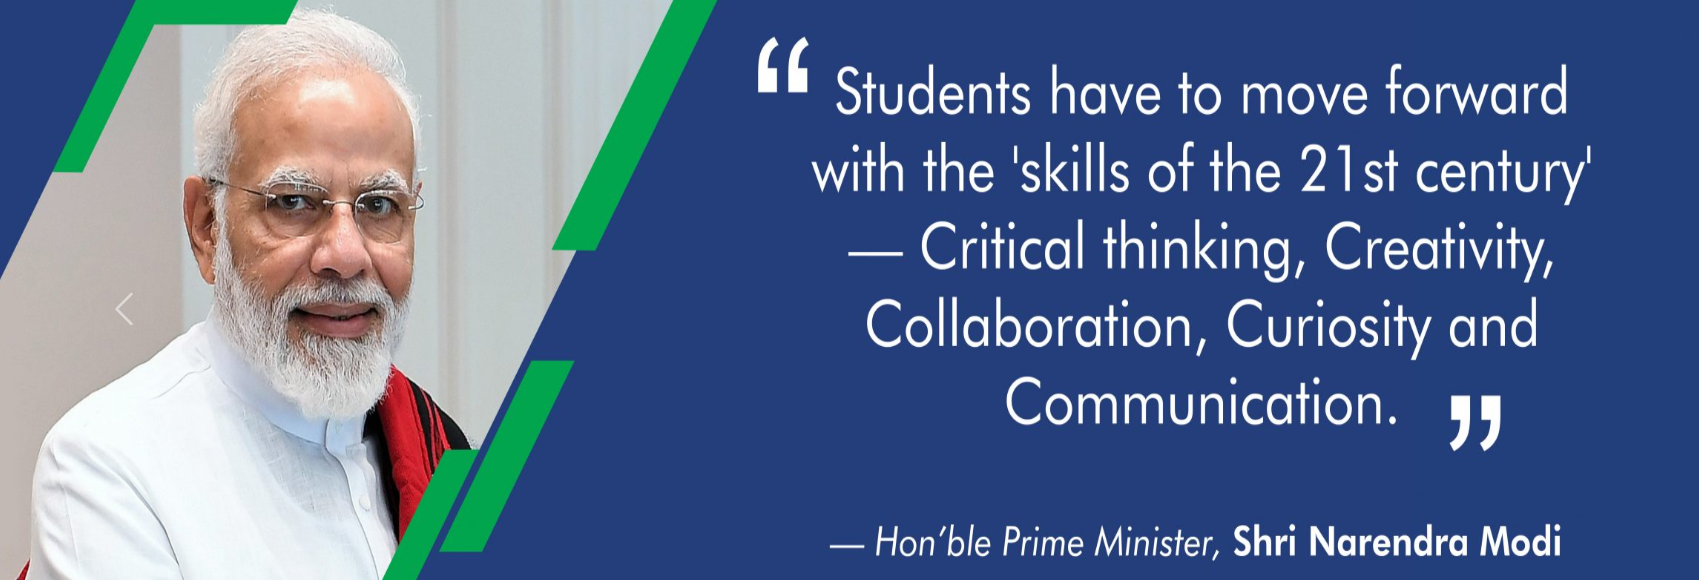 “ Students have to move forward
with the 'skills of the 21st century'
— Critical thinking, Creativity,
Collaboration, Curiosity and
Communication. ”
— Hon’ble Prime Minister, Shri Narendra Modi